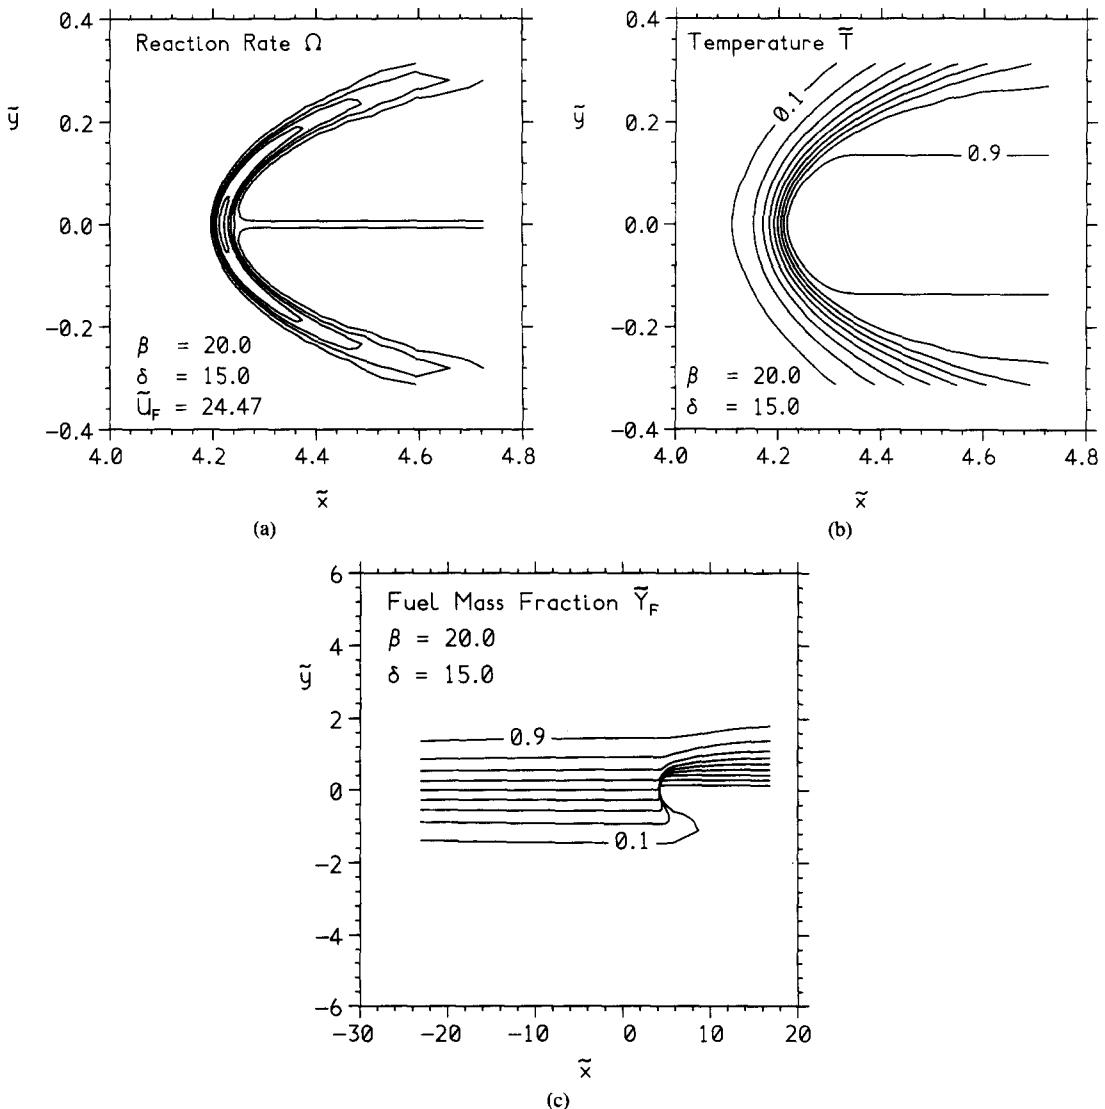 0.4
0.2
0.0
−0.2
−0.4
ỹ
Reaction Rate Ω
β = 20.0
δ = 15.0
Ũ_F = 24.47
4.0 4.2 4.4 4.6 4.8
x̃
(a)
0.4
0.2
0.0
−0.2
−0.4
ỹ
Temperature T̃
0.1
0.9
β = 20.0
δ = 15.0
4.0 4.2 4.4 4.6 4.8
x̃
(b)
6
4
2
0
−2
−4
−6
ỹ
Fuel Mass Fraction Ỹ_F
β = 20.0
δ = 15.0
0.9
0.1
−30 −20 −10 0 10 20
x̃
(c)